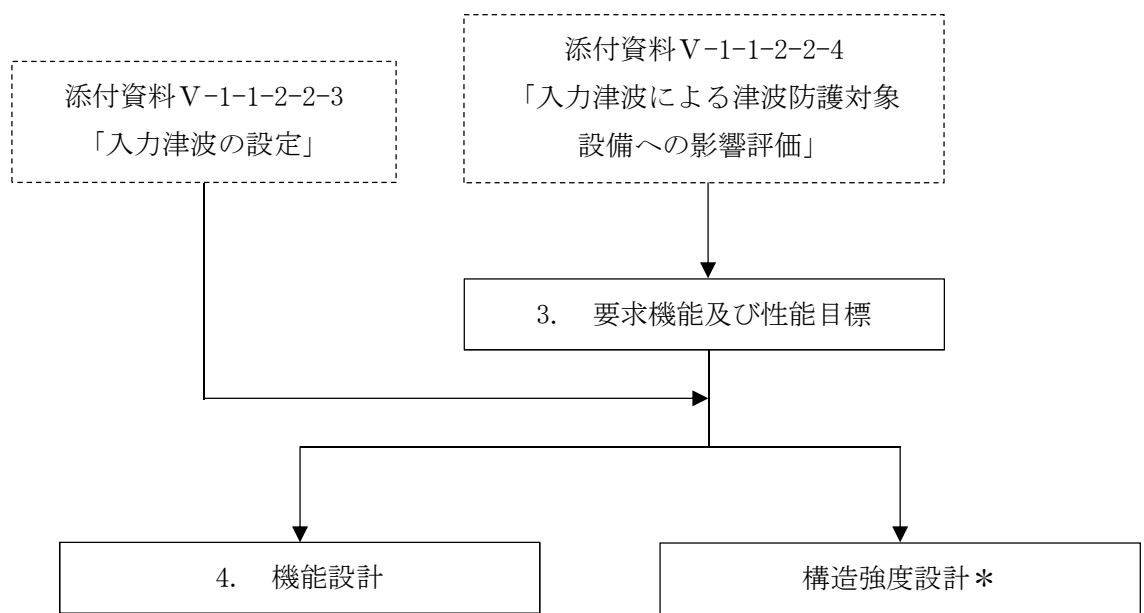 添付資料Ⅴ-1-1-2-2-3
「入力津波の設定」
添付資料Ⅴ-1-1-2-2-4
「入力津波による津波防護対象
設備への影響評価」
3. 要求機能及び性能目標
4. 機能設計
構造強度設計＊